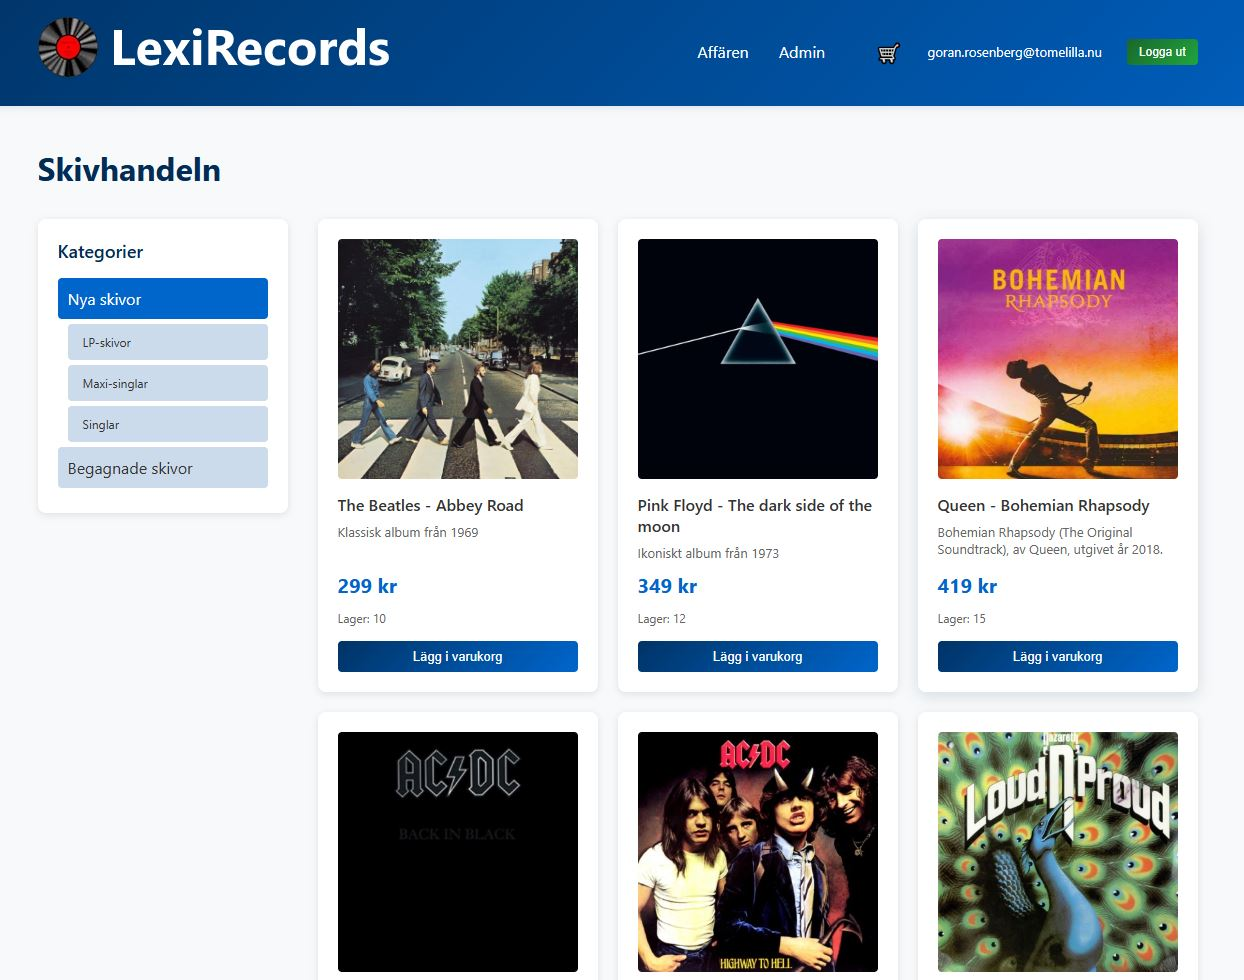 LexiRecords
Affären
Admin
goran.rosenberg@tomelilla.nu
Logga ut
Skivhandeln
Kategorier
Nya skivor
LP-skivor
Maxi-singlar
Singlar
Begagnade skivor
BOHEMIAN
RHAPSODY
The Beatles - Abbey Road
Klassisk album från 1969
299 kr
Lager: 10
Lägg i varukorg
Pink Floyd - The dark side of the
moon
Ikoniskt album från 1973
349 kr
Lager: 12
Lägg i varukorg
Queen - Bohemian Rhapsody
Bohemian Rhapsody (The Original
Soundtrack), av Queen, utgivet år 2018.
419 kr
Lager: 15
Lägg i varukorg
AC DC
BACK IN BLACK
AC DC
HIGHWAY TO HELL
Nazareth
Loud n Proud